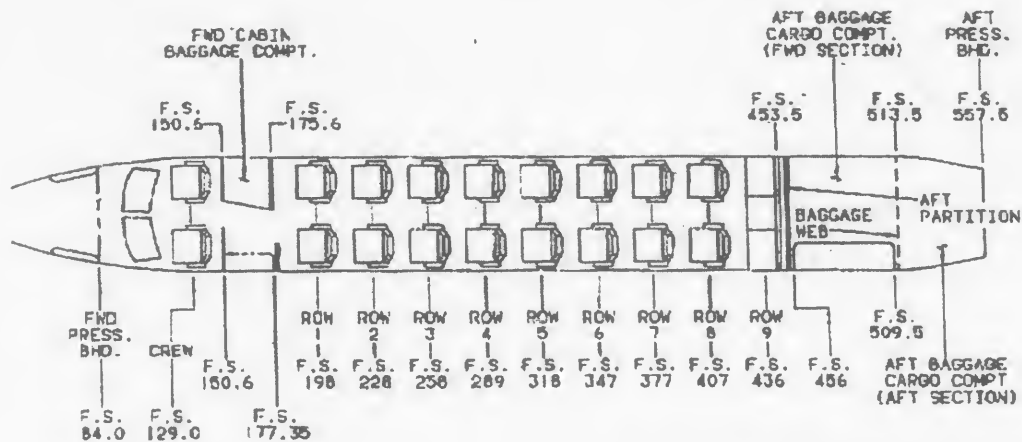 FWD CABIN
BAGGAGE COMPT.
AFT BAGGAGE
CARGO COMPT.
(FWD SECTION)
AFT
PRESS.
BHD.
F.S.
150.6
F.S.
175.6
F.S.
453.5
F.S.
513.5
F.S.
557.5
AFT
PARTITION
BAGGAGE
WEB
FWD
PRESS.
BHD.
CREW
ROW
1
ROW
2
ROW
3
ROW
4
ROW
5
ROW
6
ROW
7
ROW
8
ROW
9
F.S.
509.5
F.S.
150.6
F.S.
198
F.S.
228
F.S.
258
F.S.
289
F.S.
318
F.S.
347
F.S.
377
F.S.
407
F.S.
436
F.S.
456
AFT BAGGAGE
CARGO COMPT
(AFT SECTION)
F.S.
84.0
F.S.
129.0
F.S.
177.35